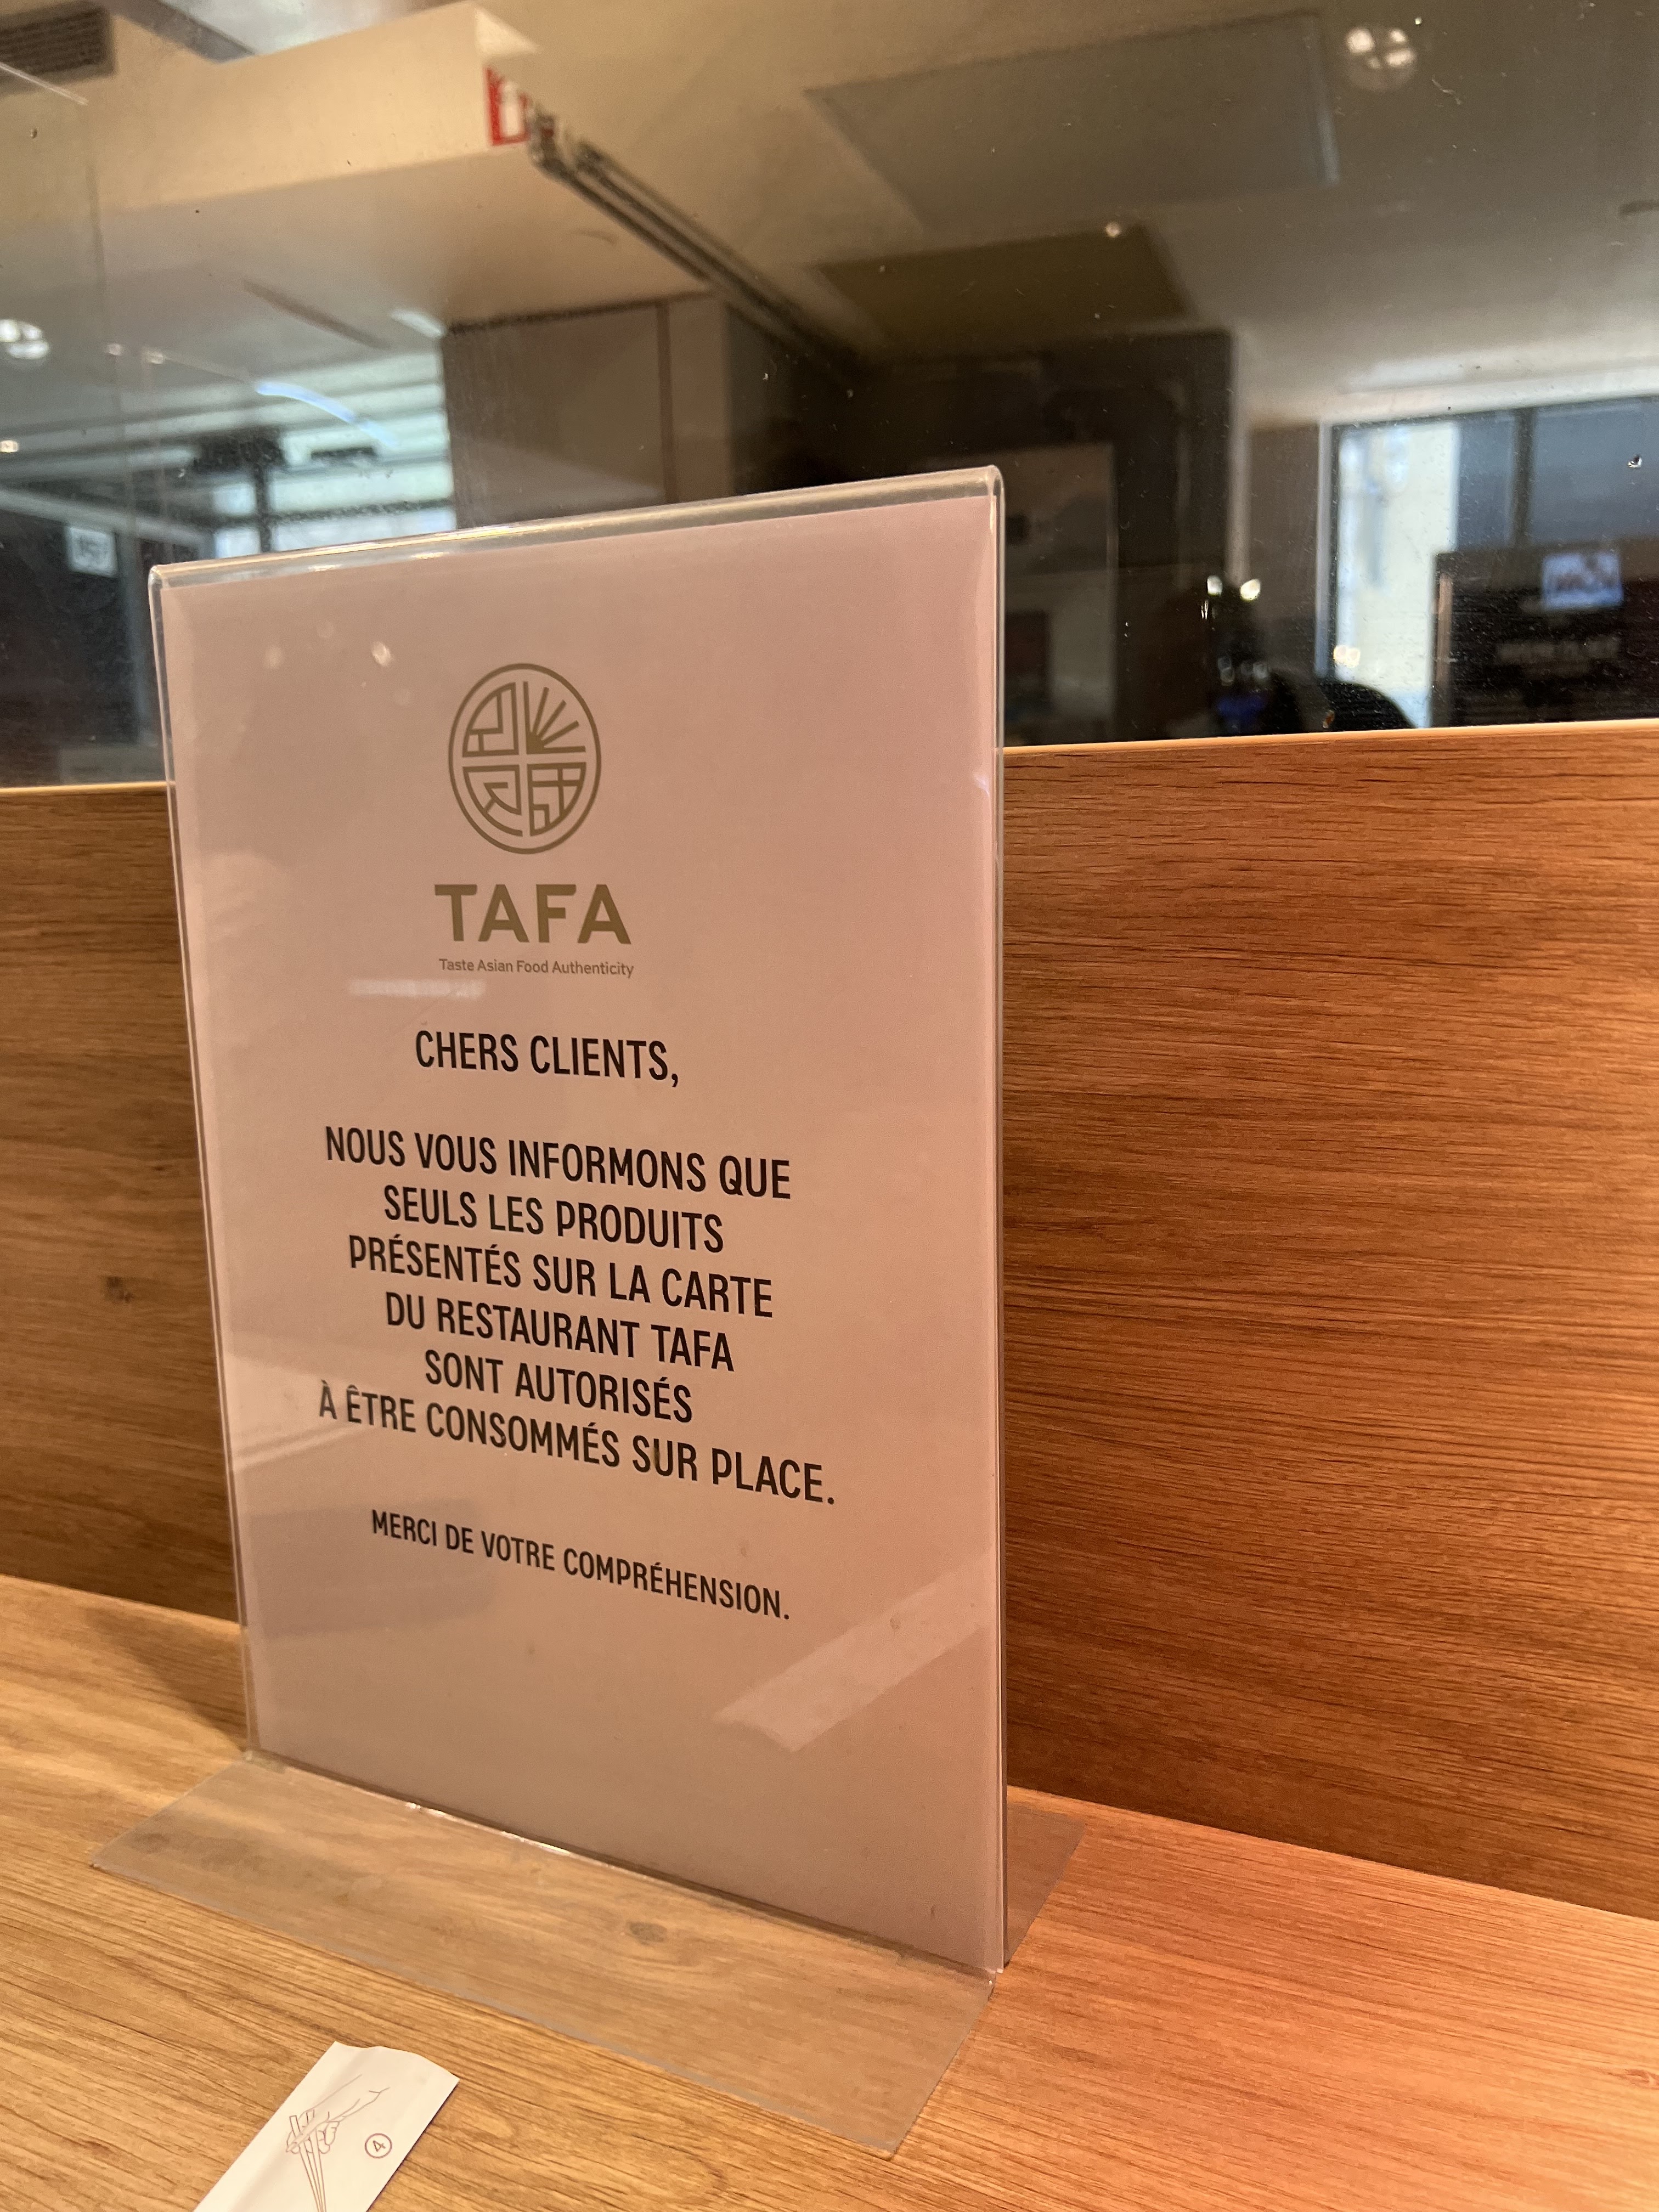 TAFA
Taste Asian Food Authenticity
CHERS CLIENTS,
NOUS VOUS INFORMONS QUE
SEULS LES PRODUITS
PRÉSENTÉS SUR LA CARTE
DU RESTAURANT TAFA
SONT AUTORISÉS
À ÊTRE CONSOMMÉS SUR PLACE.
MERCI DE VOTRE COMPRÉHENSION.
4